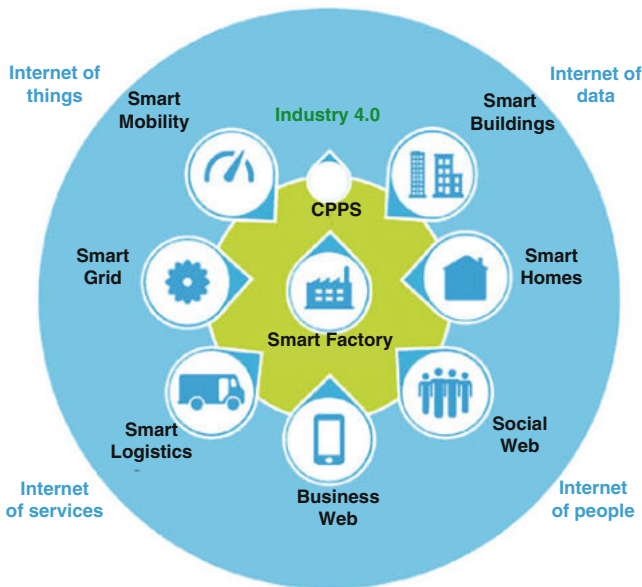 Internet of
things
Internet of
data
Smart
Mobility
Industry 4.0
Smart
Buildings
CPPS
Smart
Grid
Smart
Homes
Smart Factory
Smart
Logistics
Social
Web
Business
Web
Internet
of services
Internet
of people